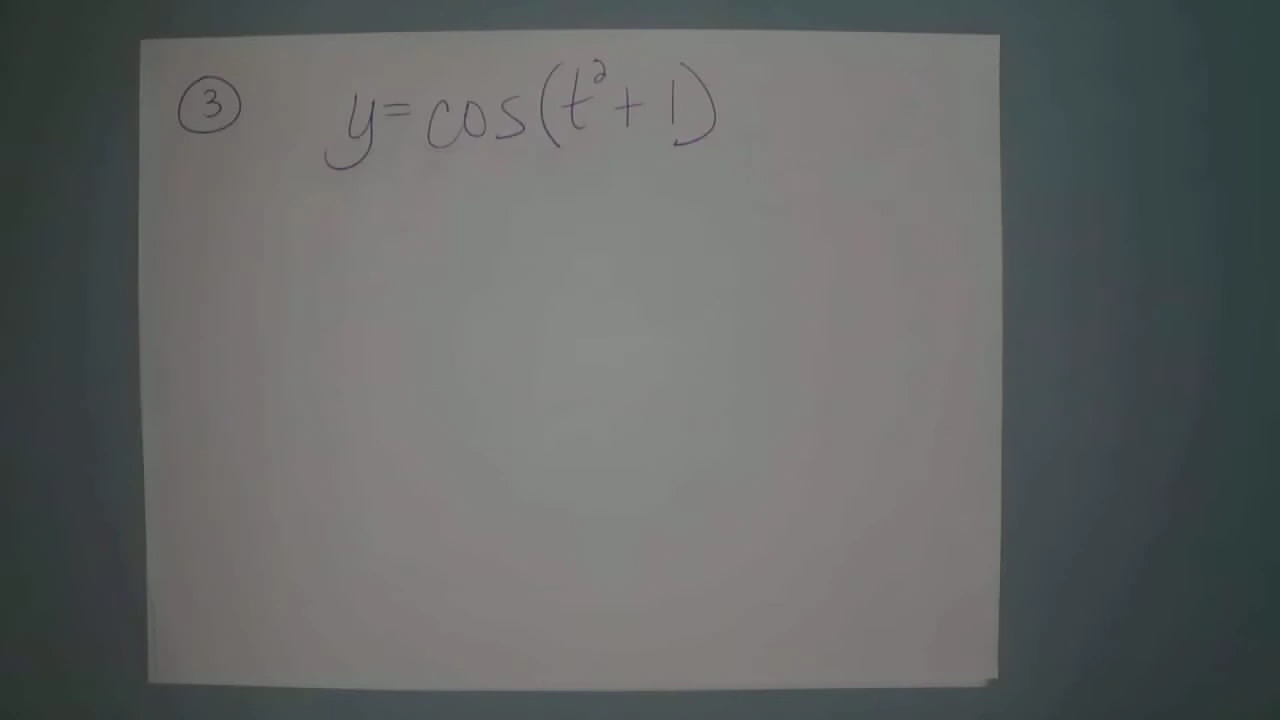 ③ y=cos(t²+1)